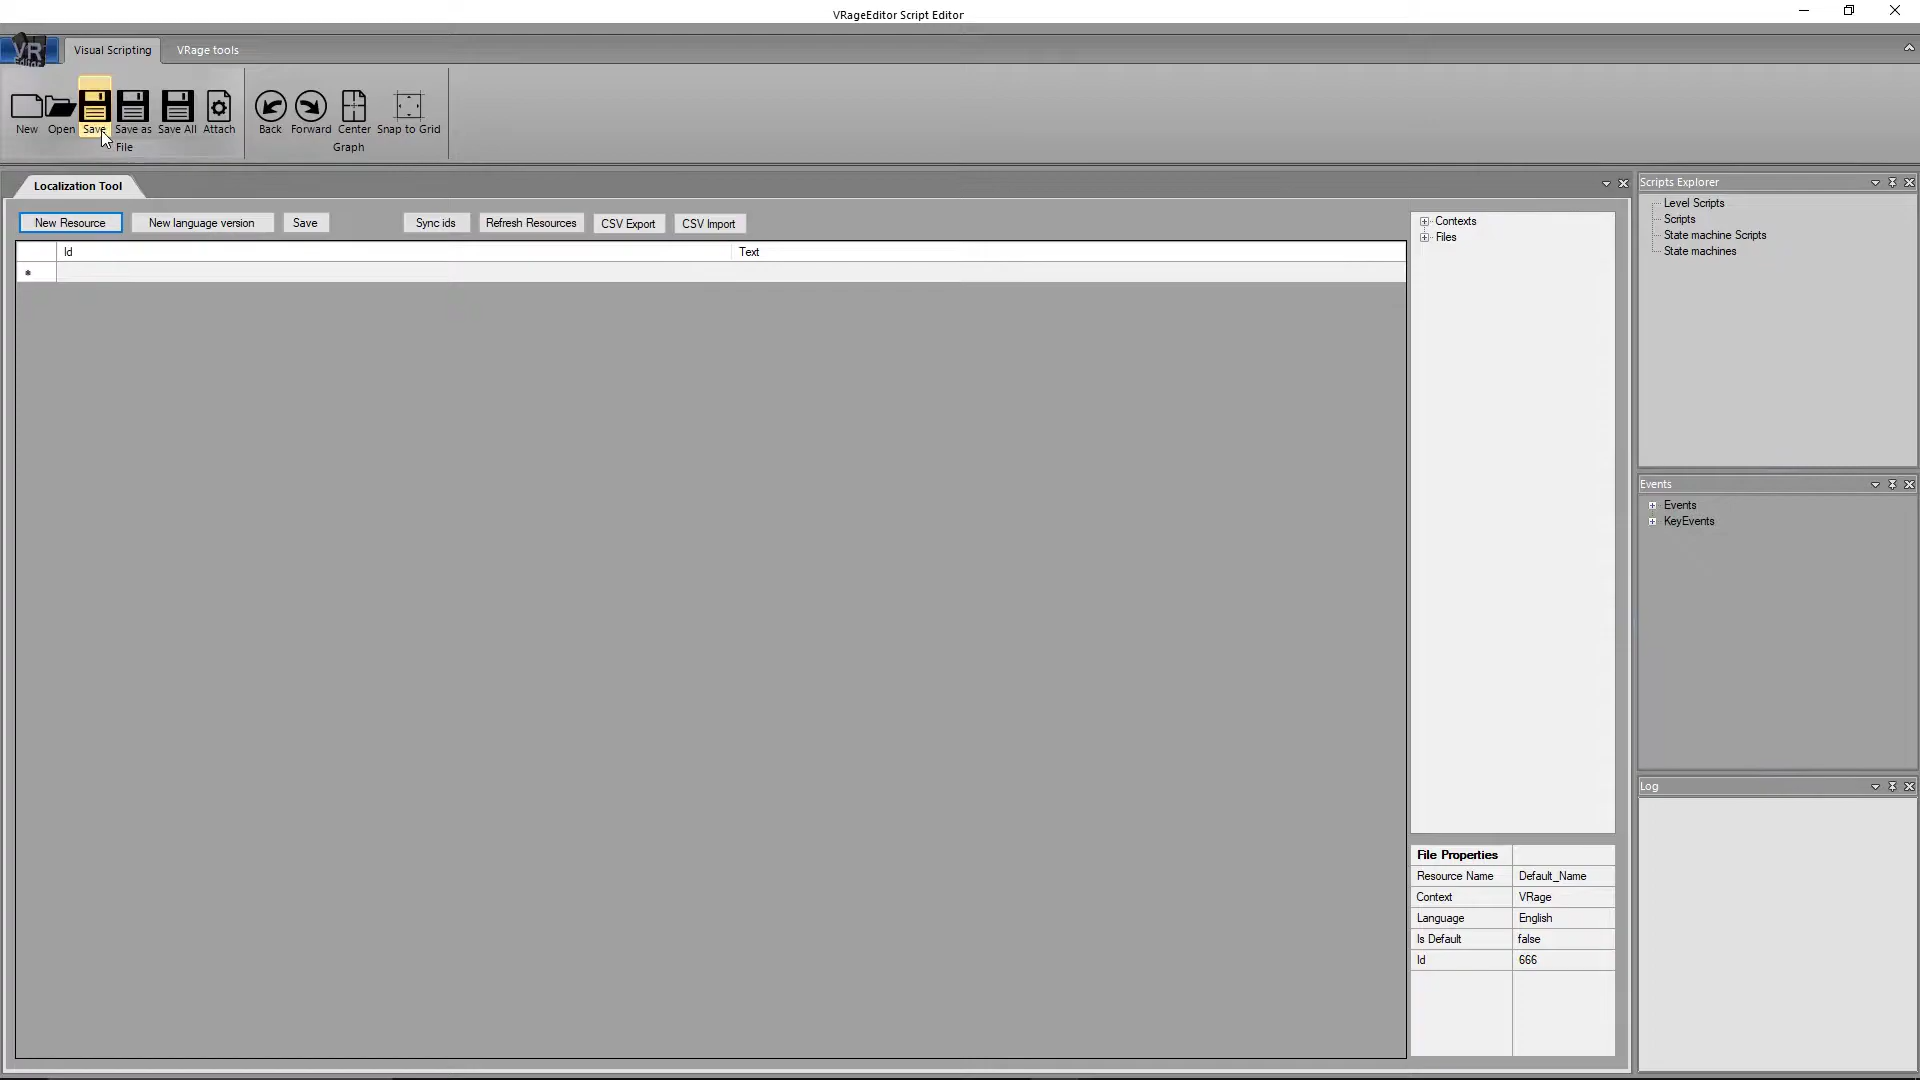 VRageEditor Script Editor
VR
Editor
Visual Scripting
VRage tools
New
Open
Save
Save as
Save All
Attach
File
Back
Forward
Center
Snap to Grid
Graph
Localization Tool
New Resource
New language version
Save
Sync ids
Refresh Resources
CSV Export
CSV Import
Id
Text
Contexts
Files
File Properties
Resource Name Default_Name
Context VRage
Language English
Is Default false
Id 666
Scripts Explorer
Level Scripts
Scripts
State machine Scripts
State machines
Events
Events
KeyEvents
Log